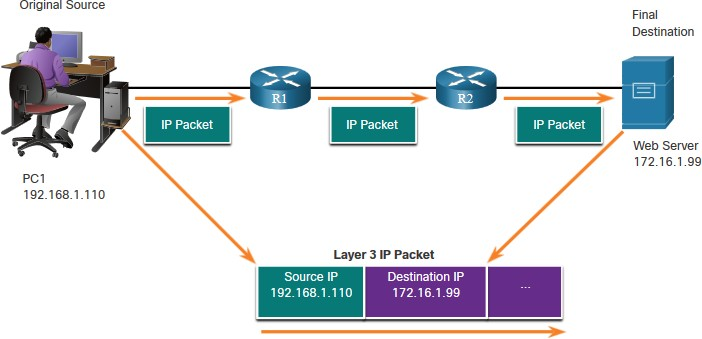 Original Source
Final
Destination
R1
R2
IP Packet
IP Packet
IP Packet
PC1
192.168.1.110
Web Server
172.16.1.99
Layer 3 IP Packet
Source IP
192.168.1.110
Destination IP
172.16.1.99
...